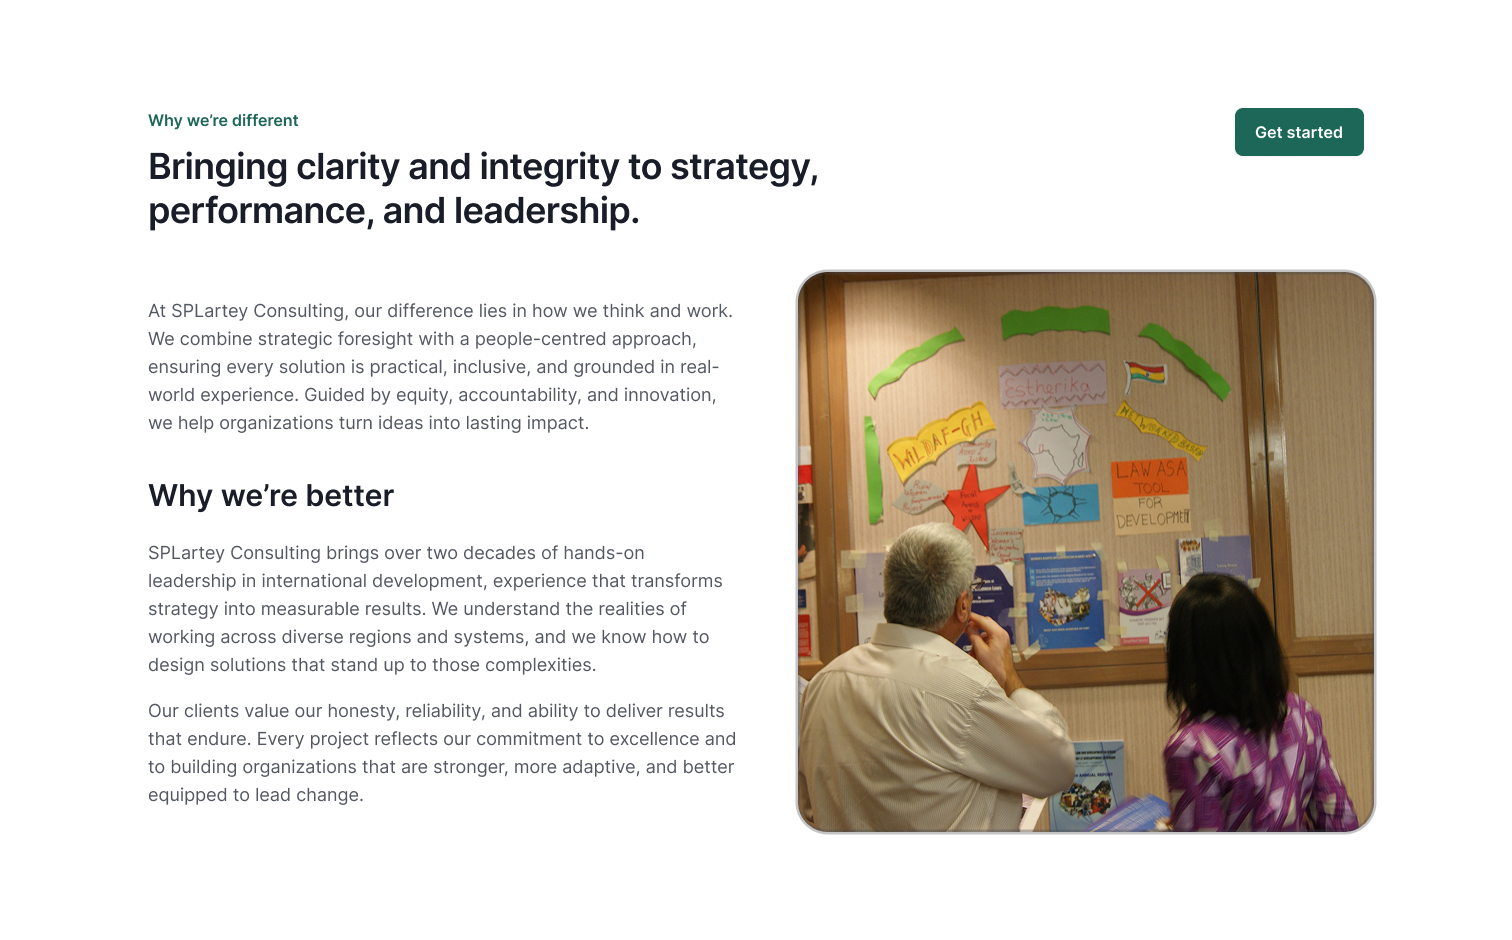 Why we’re different
Get started
Bringing clarity and integrity to strategy,
performance, and leadership.
At SPLartey Consulting, our difference lies in how we think and work.
We combine strategic foresight with a people-centred approach,
ensuring every solution is practical, inclusive, and grounded in real-
world experience. Guided by equity, accountability, and innovation,
we help organizations turn ideas into lasting impact.
Why we’re better
SPLartey Consulting brings over two decades of hands-on
leadership in international development, experience that transforms
strategy into measurable results. We understand the realities of
working across diverse regions and systems, and we know how to
design solutions that stand up to those complexities.
Our clients value our honesty, reliability, and ability to deliver results
that endure. Every project reflects our commitment to excellence and
to building organizations that are stronger, more adaptive, and better
equipped to lead change.
Estherika
WILDAF-GH
LAW AS A
TOOL
FOR
DEVELOPMENT
Rural
Women
ANNUAL REPORT